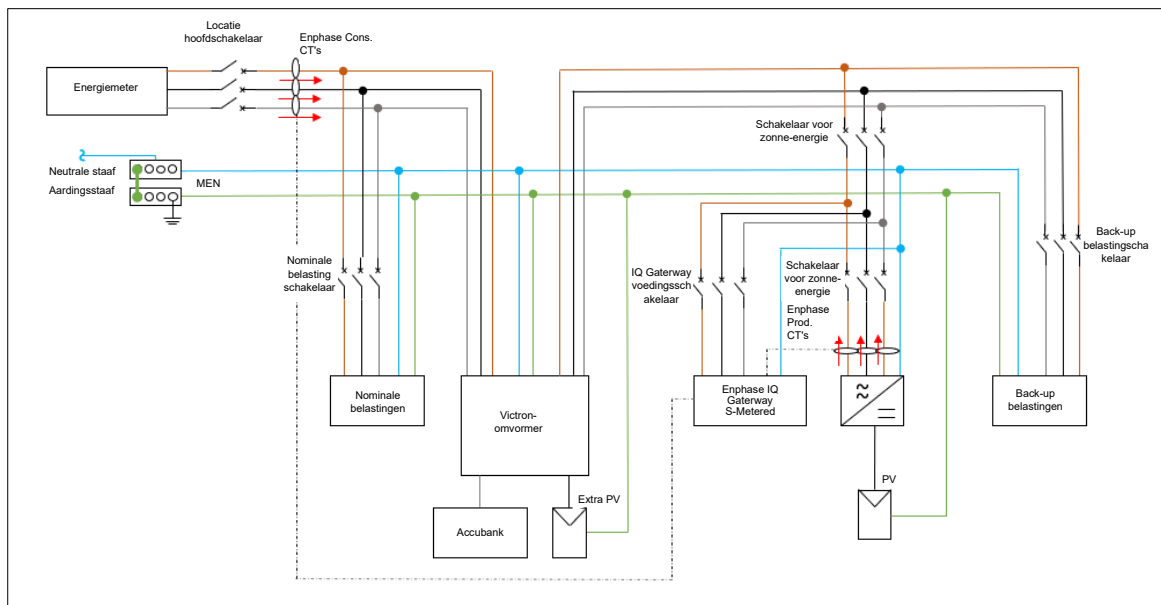 Locatie
hoofdschakelaar
Enphase Cons.
CT's
Energiemeter
Schakelaar voor
zonne-energie
Neutrale staaf
Aardingsstaaf
MEN
Nominale
belasting
schakelaar
IQ Gaterway
voedingssch
akelaar
Schakelaar
voor zonne-
energie
Back-up
belastingscha
kelaar
Enphase
Prod.
CT's
Nominale
belastingen
Victron-
omvormer
Enphase IQ
Gaterway
S-Metered
Back-up
belastingen
Extra PV
PV
Accubank